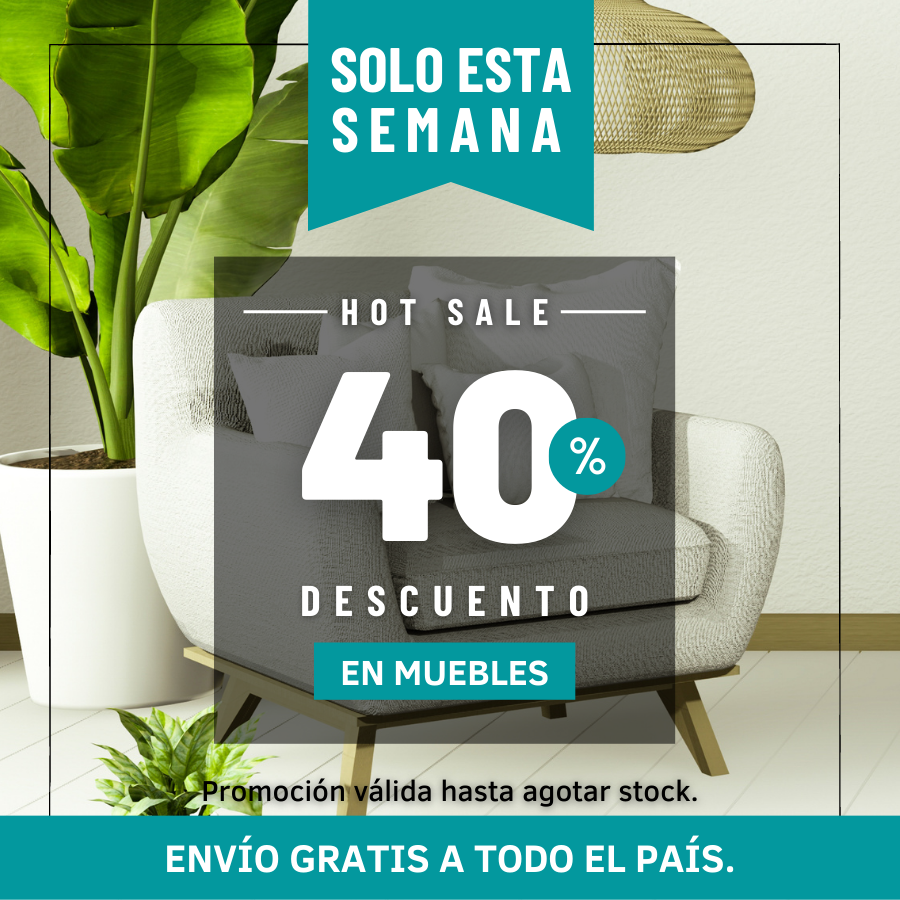 SOLO ESTA
SEMANA
HOT SALE
40%
DESCUENTO
EN MUEBLES
Promoción válida hasta agotar stock.
ENVÍO GRATIS A TODO EL PAÍS.